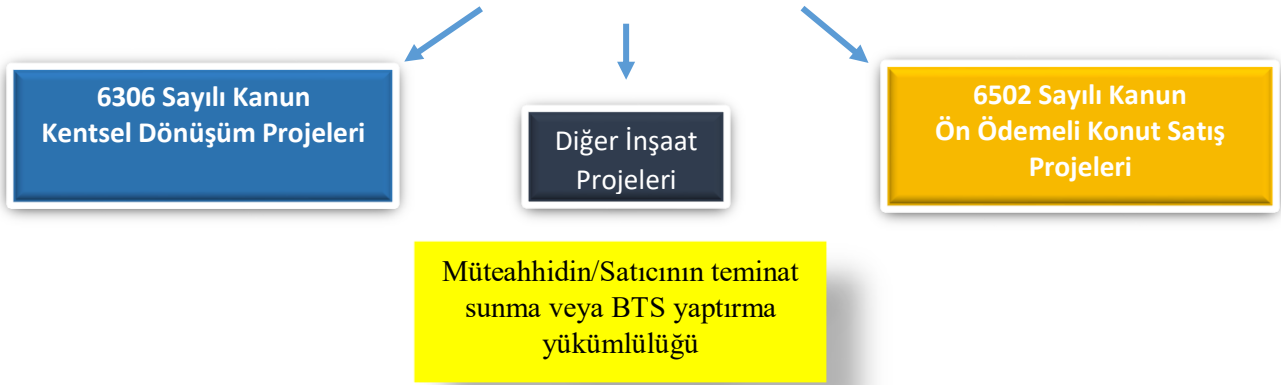 6306 Sayılı Kanun
Kentsel Dönüşüm Projeleri
Diğer İnşaat
Projeleri
6502 Sayılı Kanun
Ön Ödemeli Konut Satış
Projeleri
Müteahhidin/Satıcının teminat
sunma veya BTS yaptırma
yükümlülüğü